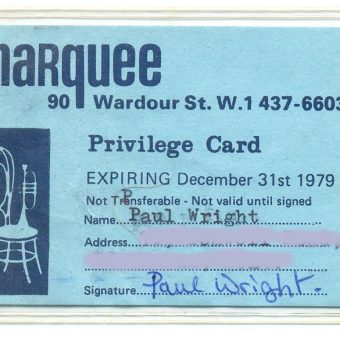 marquee
90 Wardour St. W.1 437-6603
Privilege Card
EXPIRING December 31st 1979
Not Transferable - Not valid until signed
Name. Paul Wright
Address.
Signature. Paul Wright.